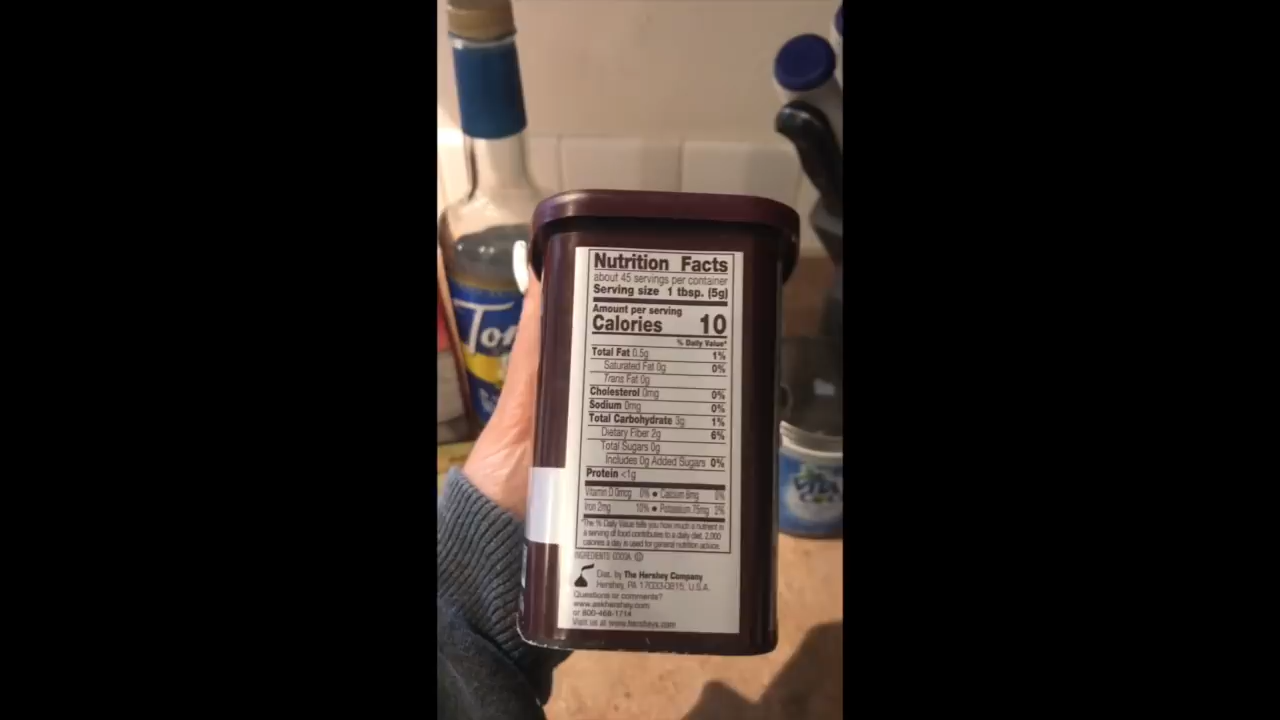 Nutrition Facts
about 45 servings per container
Serving size 1 tbsp. (5g)
Amount per serving
Calories 10
% Daily Value*
Total Fat 0.5g 1%
Saturated Fat 0g 0%
Trans Fat 0g
Cholesterol 0mg 0%
Sodium 0mg 0%
Total Carbohydrate 3g 1%
Dietary Fiber 2g 6%
Total Sugars 0g
Includes 0g Added Sugars 0%
Protein <1g
Vitamin D 0mcg 0% • Calcium 8mg 0%
Iron 2mg 10% • Potassium 75mg 2%
*The % Daily Value tells you how much a nutrient in
a serving of food contributes to a daily diet. 2,000
calories a day is used for general nutrition advice.
INGREDIENTS: COCOA.
Dist. by The Hershey Company
Hershey, PA 17033-0815, U.S.A.
Questions or comments?
www.askhershey.com
or 800-468-1714
Visit us at www.hersheys.com
Tor